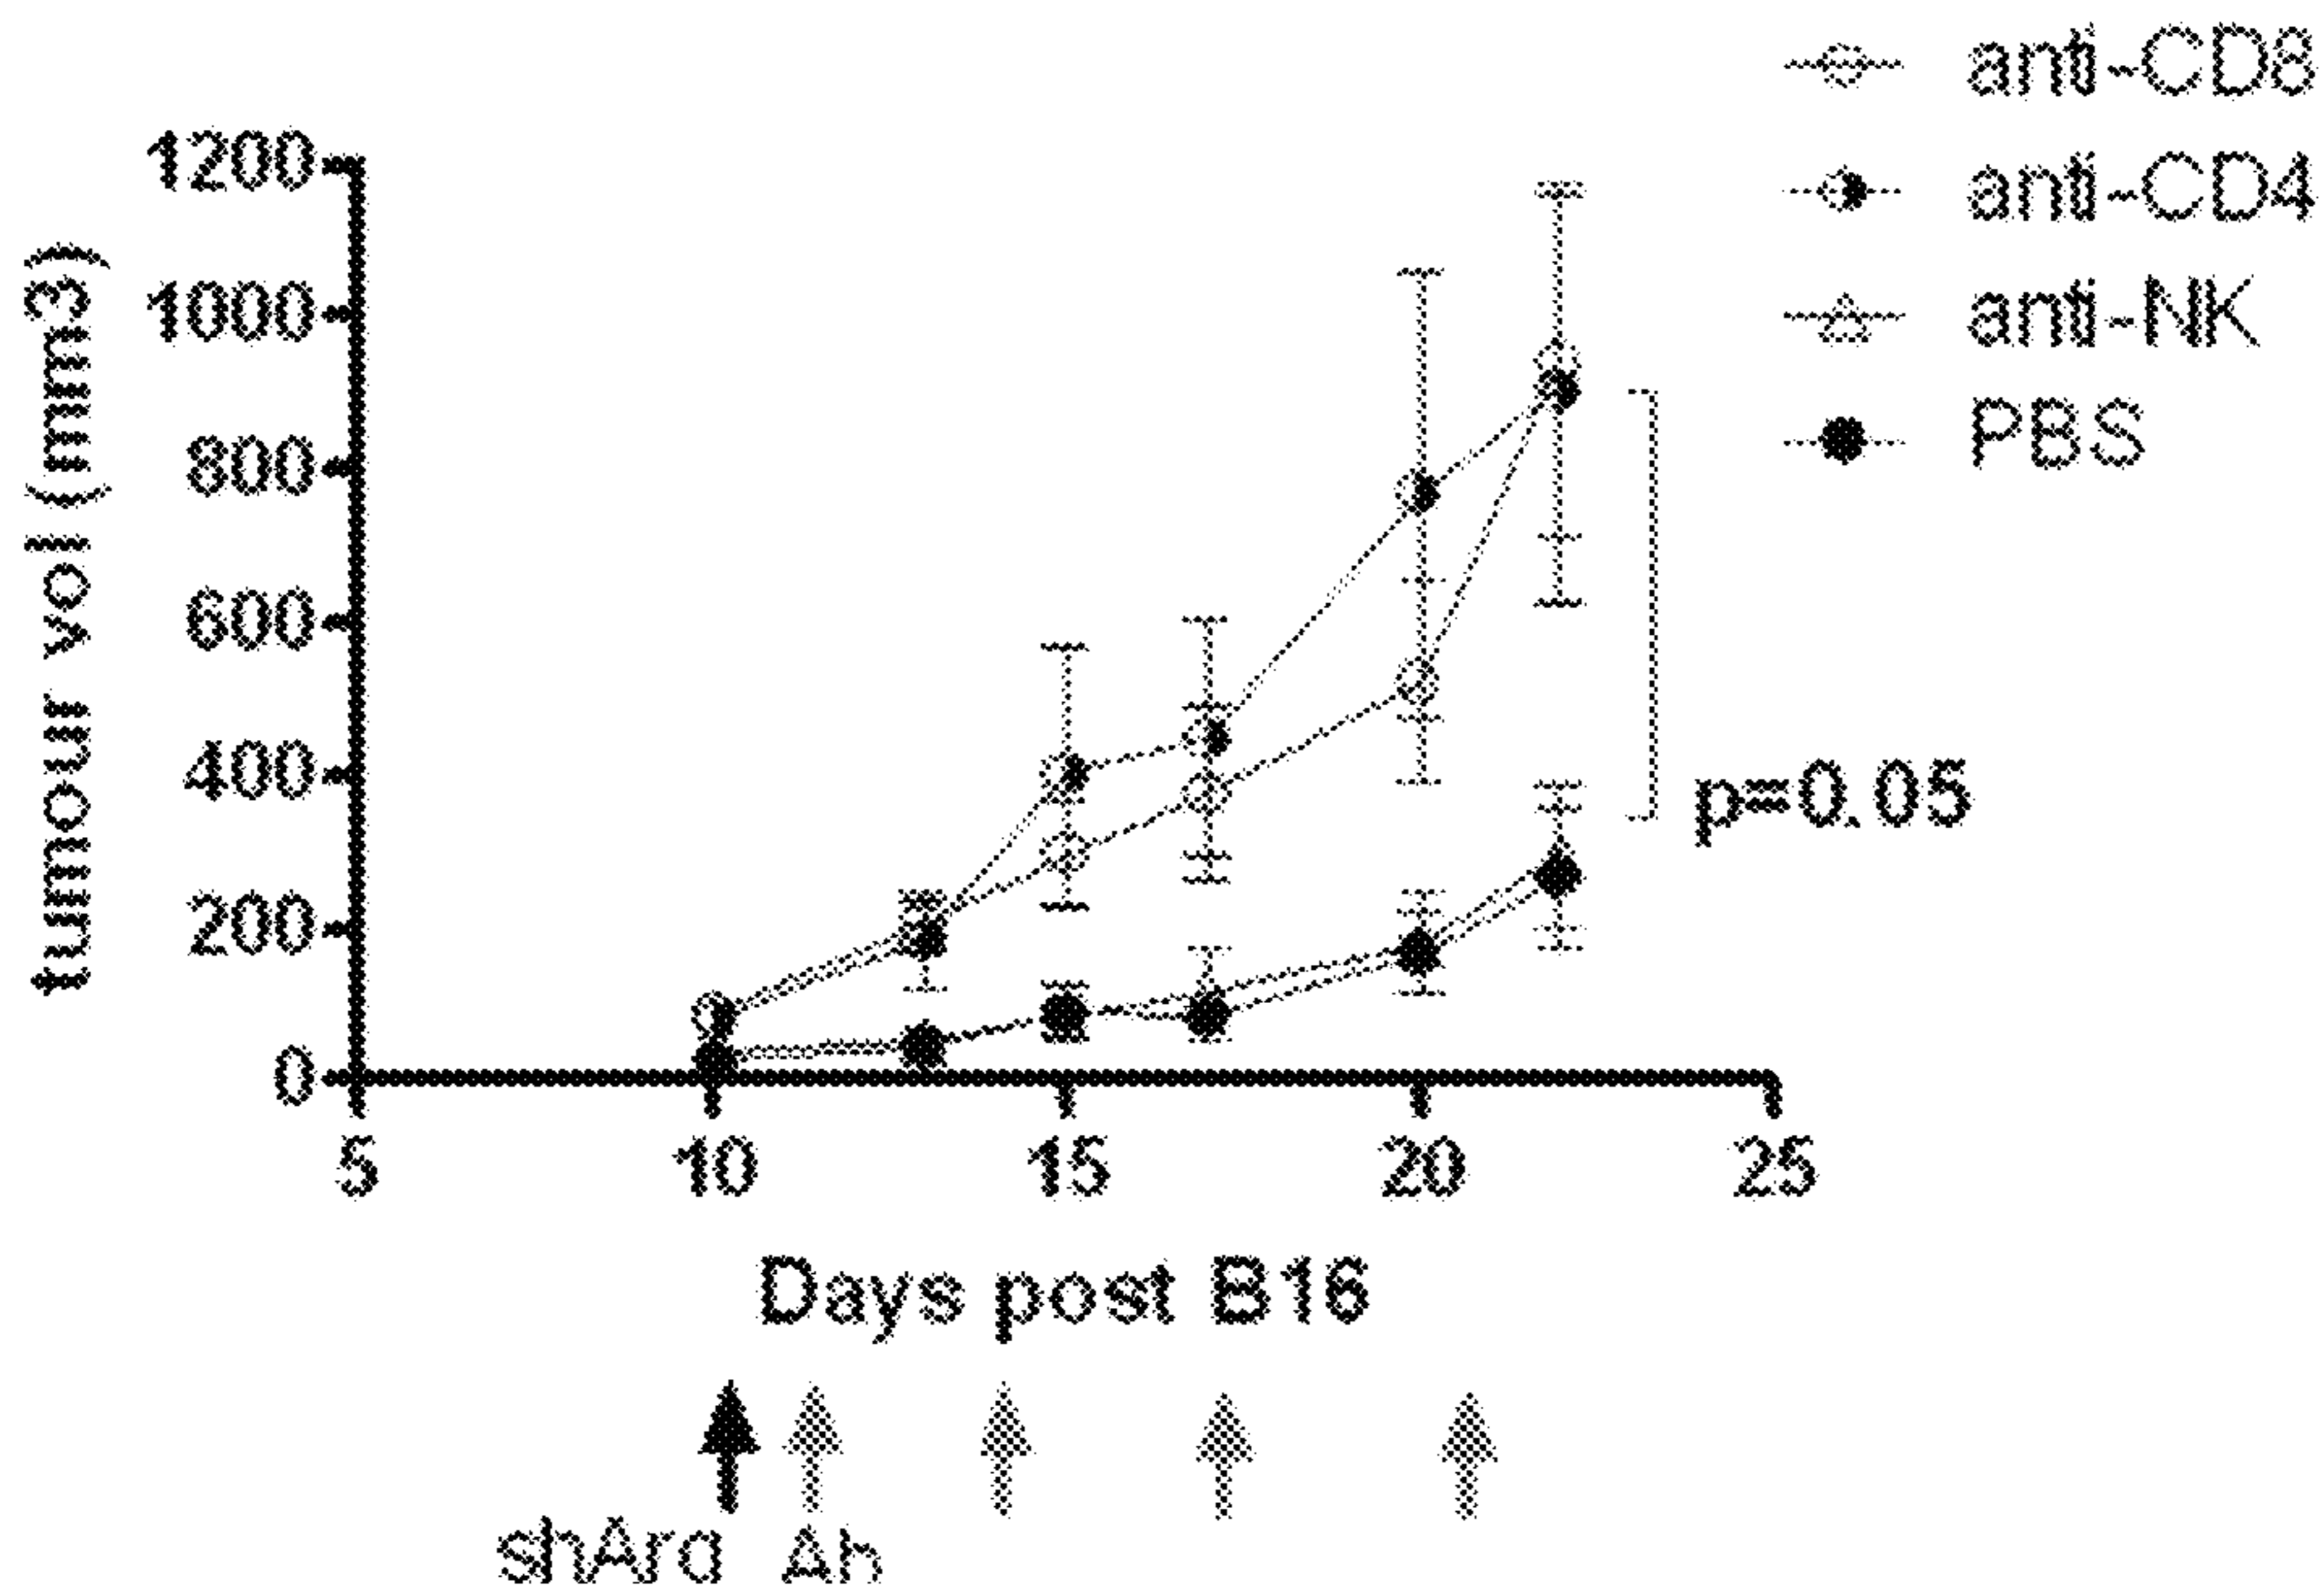 anti-CD8
anti-CD4
anti-NK
PBS
tumour vol (mm3)
1200
1000
800
600
400
200
0
5 10 15 20 25
p=0.05
Days post B16
shArg Ab